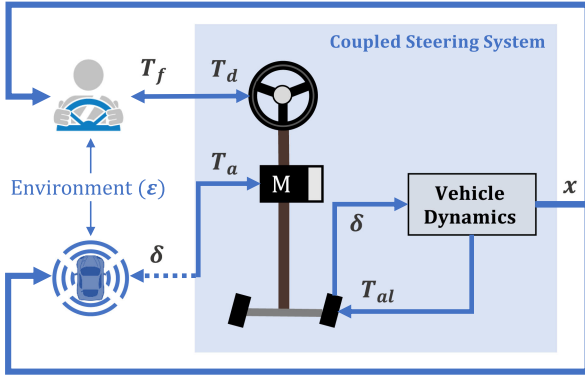 Coupled Steering System
T_f
T_d
T_a
M
Environment (ε)
Vehicle
Dynamics
x
δ
δ
T_al